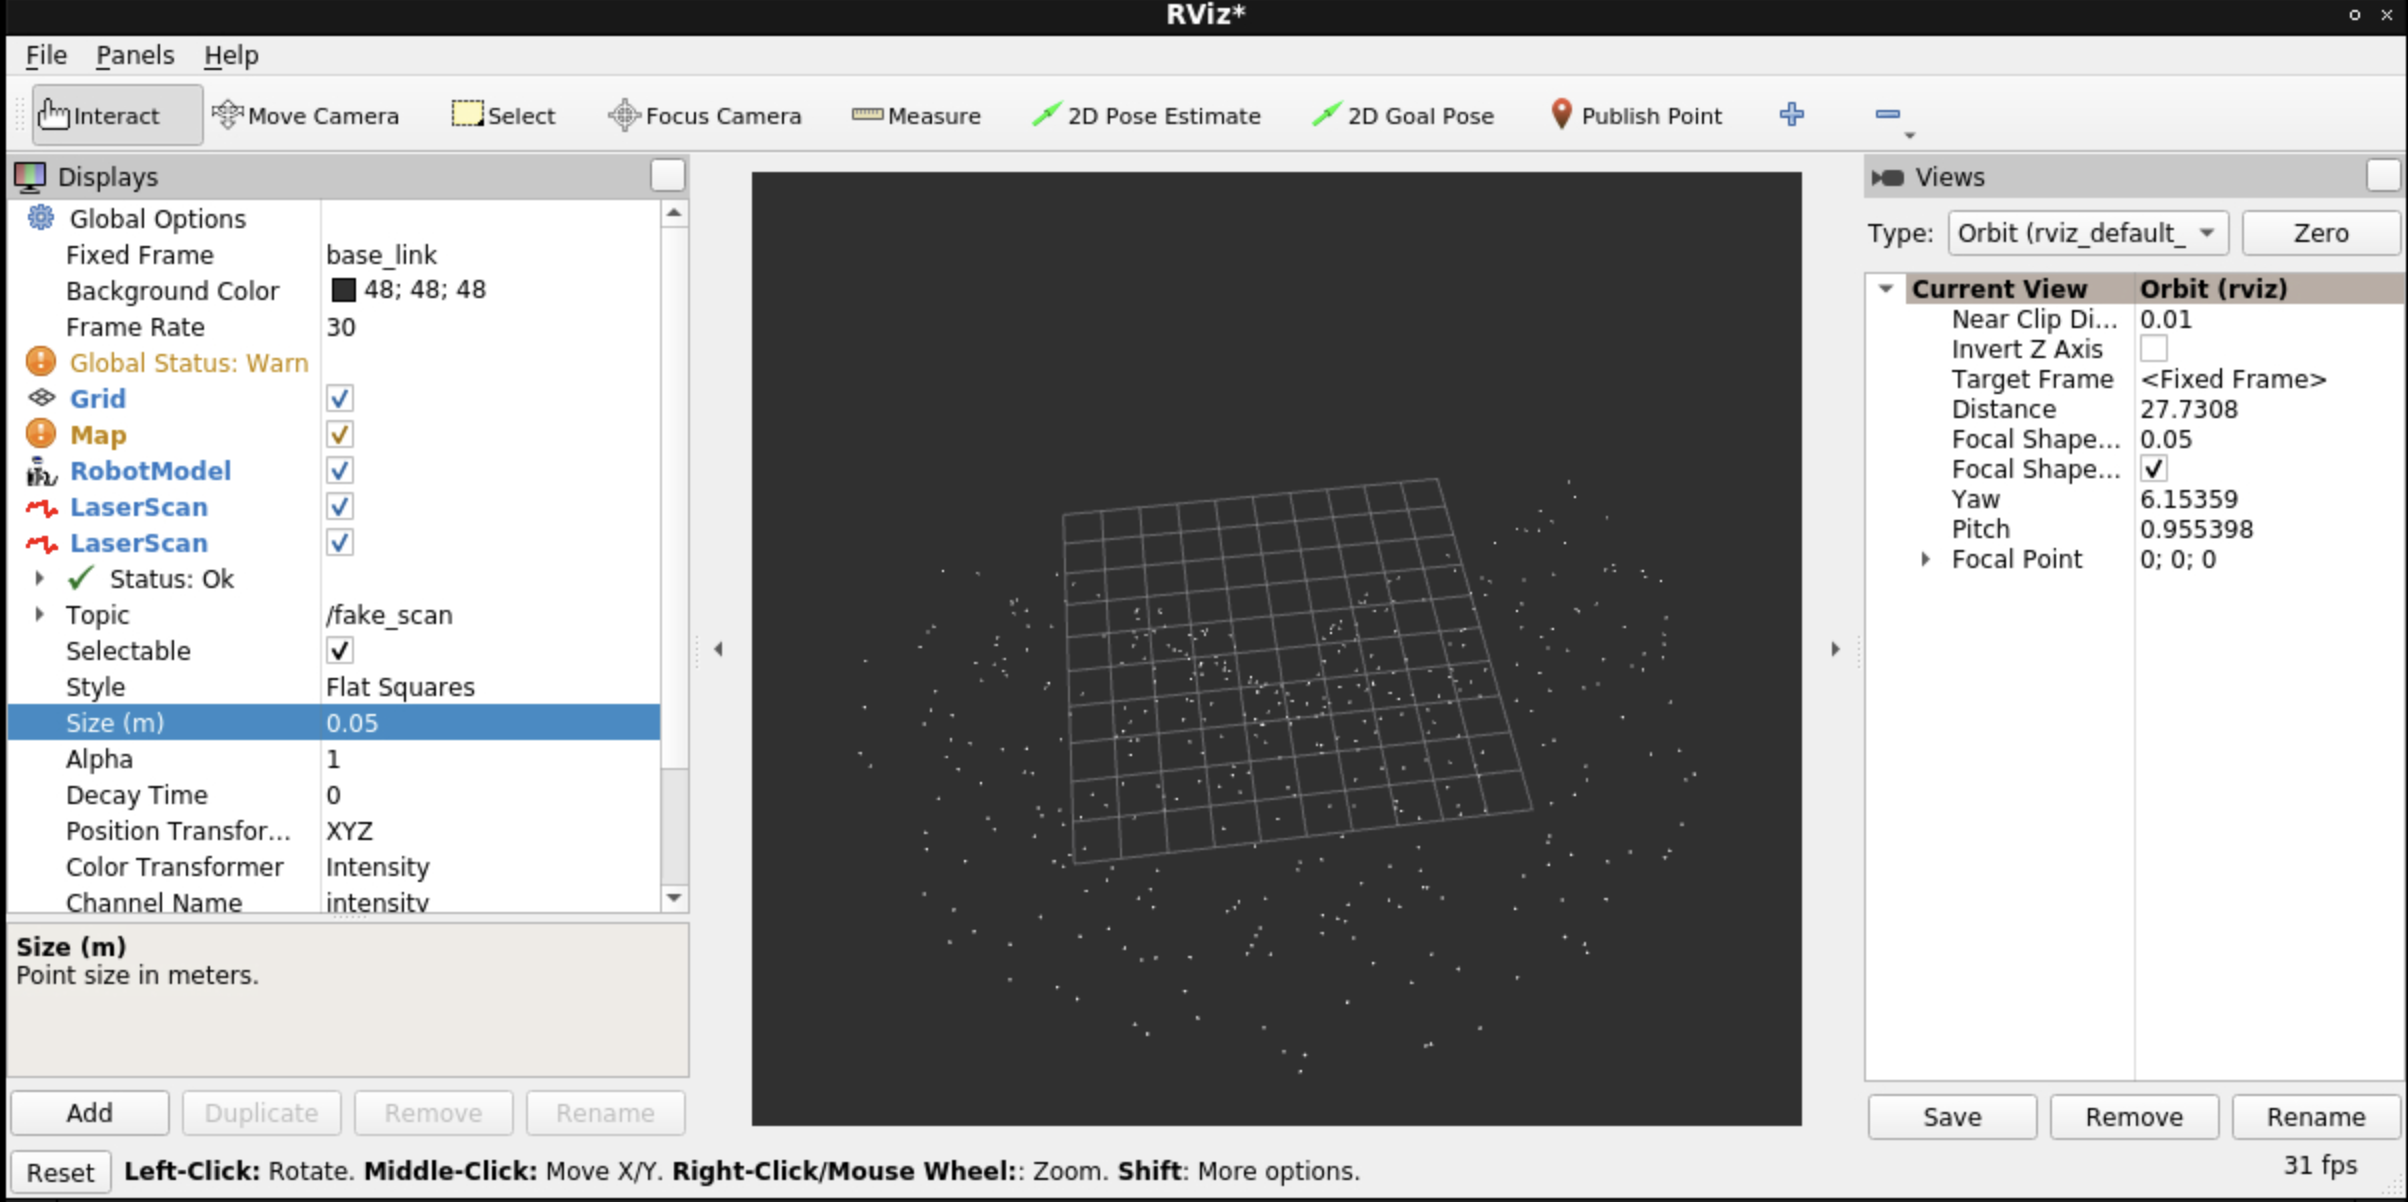 RViz*
File Panels Help
Interact Move Camera Select Focus Camera Measure 2D Pose Estimate 2D Goal Pose Publish Point
Displays
Global Options
Fixed Frame base_link
Background Color 48; 48; 48
Frame Rate 30
Global Status: Warn
Grid
Map
RobotModel
LaserScan
LaserScan
Status: Ok
Topic /fake_scan
Selectable
Style Flat Squares
Size (m) 0.05
Alpha 1
Decay Time 0
Position Transfor... XYZ
Color Transformer Intensity
Channel Name intensity
Size (m)
Point size in meters.
Add Duplicate Remove Rename
Views
Type: Orbit (rviz_default_ Zero
Current View Orbit (rviz)
Near Clip Di... 0.01
Invert Z Axis
Target Frame <Fixed Frame>
Distance 27.7308
Focal Shape... 0.05
Focal Shape...
Yaw 6.15359
Pitch 0.955398
Focal Point 0; 0; 0
Save Remove Rename
Reset Left-Click: Rotate. Middle-Click: Move X/Y. Right-Click/Mouse Wheel:: Zoom. Shift: More options.
31 fps